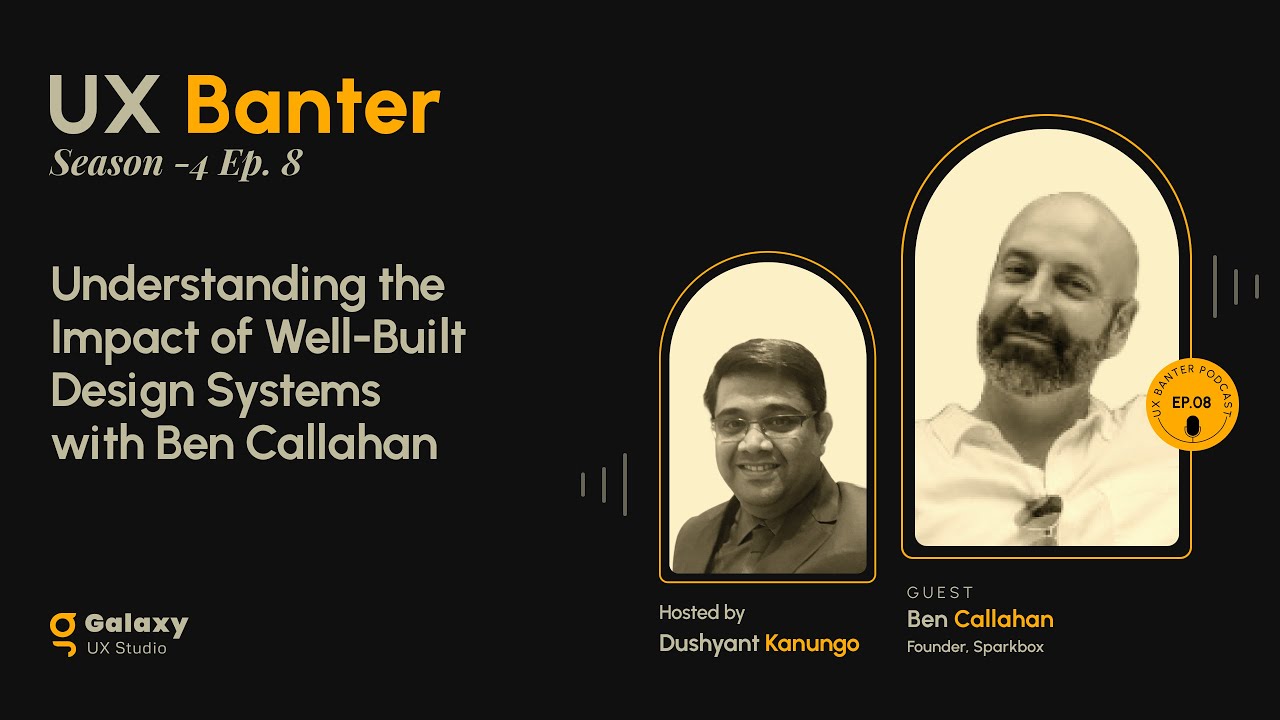 UX Banter
Season -4 Ep. 8
Understanding the
Impact of Well-Built
Design Systems
with Ben Callahan
Galaxy
UX Studio
Hosted by
Dushyant Kanungo
GUEST
Ben Callahan
Founder, Sparkbox
UX BANTER PODCAST
EP.08